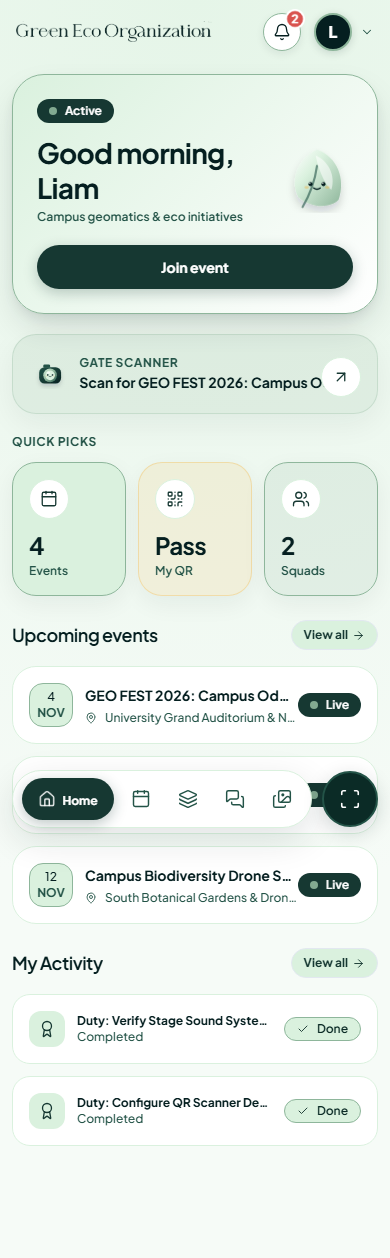 Green Eco Organization
2
L
Active
Good morning,
Liam
Campus geomatics & eco initiatives
Join event
GATE SCANNER
Scan for GEO FEST 2026: Campus O
QUICK PICKS
4
Events
Pass
My QR
2
Squads
Upcoming events
View all →
4
NOV
GEO FEST 2026: Campus Od...
University Grand Auditorium & N...
Live
Home
12
NOV
Campus Biodiversity Drone S...
South Botanical Gardens & Dron...
Live
My Activity
View all →
Duty: Verify Stage Sound Syste...
Completed
Done
Duty: Configure QR Scanner De...
Completed
Done